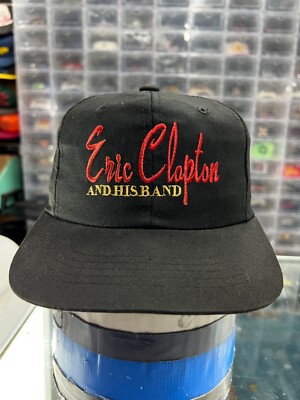 Eric Clapton
AND HIS BAND